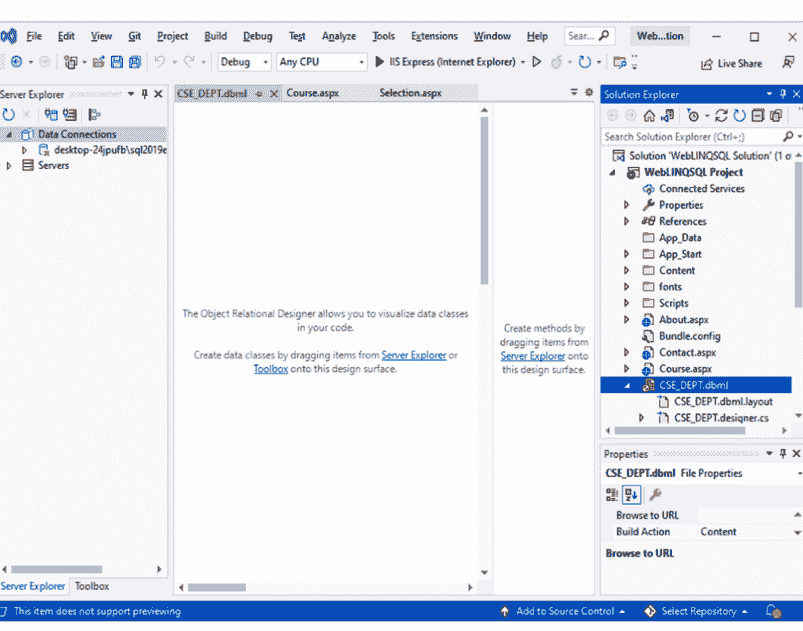 File Edit View Git Project Build Debug Test Analyze Tools Extensions Window Help Sear... Web...tion
Debug Any CPU IIS Express (Internet Explorer) Live Share
Server Explorer
Data Connections
desktop-24jpufb\sql2019e
Servers
Server Explorer Toolbox
CSE_DEPT.dbml Course.aspx Selection.aspx
The Object Relational Designer allows you to visualize data classes
in your code.
Create data classes by dragging items from Server Explorer or
Toolbox onto this design surface.
Create methods by
dragging items from
Server Explorer onto
this design surface.
Solution Explorer
Search Solution Explorer (Ctrl+;)
Solution 'WebLINQSQL Solution' (1 o
WebLINQSQL Project
Connected Services
Properties
References
App_Data
App_Start
Content
fonts
Scripts
About.aspx
Bundle.config
Contact.aspx
Course.aspx
CSE_DEPT.dbml
CSE_DEPT.dbml.layout
CSE_DEPT.designer.cs
Properties
CSE_DEPT.dbml File Properties
Browse to URL
Build Action Content
Browse to URL
This item does not support previewing Add to Source Control Select Repository